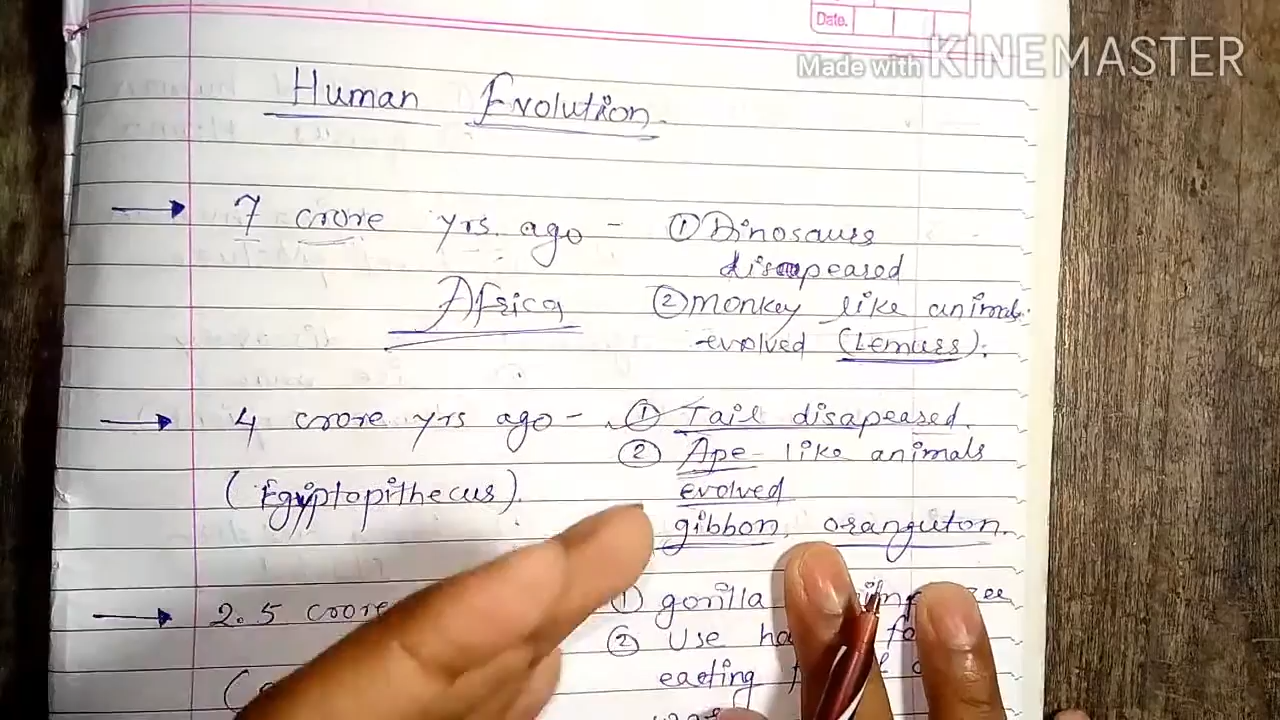 Date.
Made with KINEMASTER
Human Evolution.
→ 7 crore yrs. ago - ① Dinosaurs
disapeared
Africa ② monkey like animals
evolved (Lemurs).
→ 4 crore yrs ago - ① Tail disapeared.
② Ape-like animals
(Egyptopithecus). evolved
gibbon, oranguton.
→ 2.5 crore ① gorilla
② Use
eating